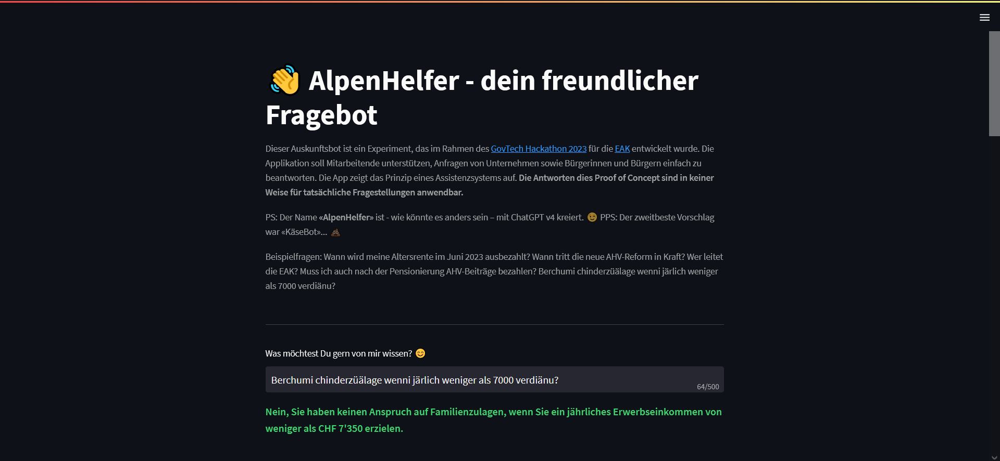 👋 AlpenHelfer - dein freundlicher
Fragebot
Dieser Auskunftsbot ist ein Experiment, das im Rahmen des GovTech Hackathon 2023 für die EAK entwickelt wurde. Die
Applikation soll Mitarbeitende unterstützen, Anfragen von Unternehmen sowie Bürgerinnen und Bürgern einfach zu
beantworten. Die App zeigt das Prinzip eines Assistenzsystems auf. Die Antworten dies Proof of Concept sind in keiner
Weise für tatsächliche Fragestellungen anwendbar.
PS: Der Name «AlpenHelfer» ist - wie könnte es anders sein – mit ChatGPT v4 kreiert. 😉 PPS: Der zweitbeste Vorschlag
war «KäseBot»... 💩
Beispielfragen: Wann wird meine Altersrente im Juni 2023 ausbezahlt? Wann tritt die neue AHV-Reform in Kraft? Wer leitet
die EAK? Muss ich auch nach der Pensionierung AHV-Beiträge bezahlen? Berchumi chinderzüälage wenni järlich weniger
als 7000 verdiänu?
Was möchtest Du gern von mir wissen? 😊
Berchumi chinderzüälage wenni järlich weniger als 7000 verdiänu?
64/500
Nein, Sie haben keinen Anspruch auf Familienzulagen, wenn Sie ein jährliches Erwerbseinkommen von
weniger als CHF 7'350 erzielen.